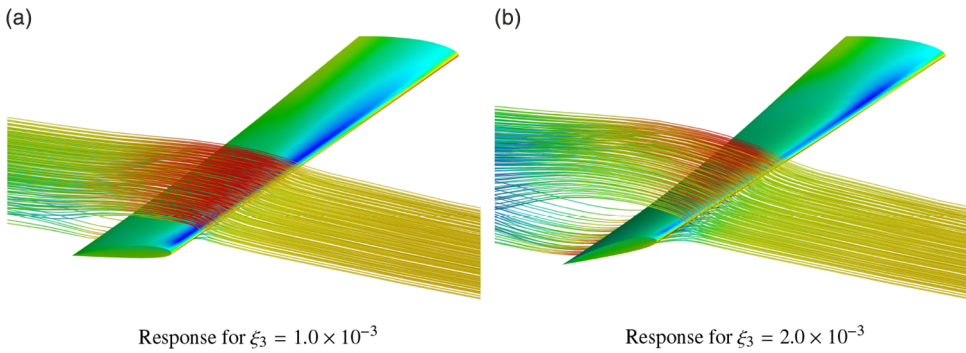 (a)
(b)
Response for ξ₃ = 1.0 × 10⁻³
Response for ξ₃ = 2.0 × 10⁻³